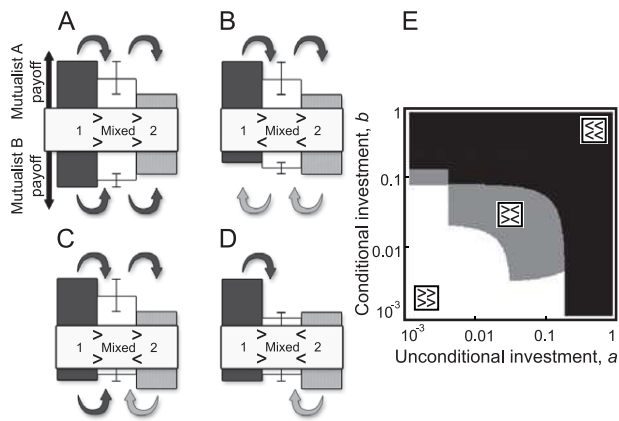 A
B
C
D
E
Mutualist A
payoff
Mutualist B
payoff
> >
1 Mixed 2
> >
> >
1 Mixed 2
< <
1 Mixed 2
1 Mixed 2
Conditional investment, b
1
0.1
0.01
10⁻³
10⁻³
0.01
0.1
1
Unconditional investment, a